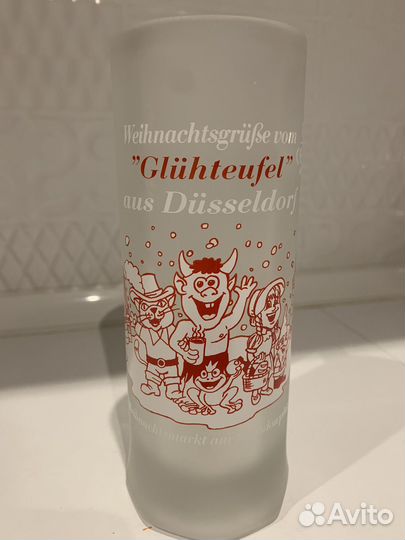 Weihnachtsgrüße vom
"Glühteufel"
aus Düsseldorf
Avito